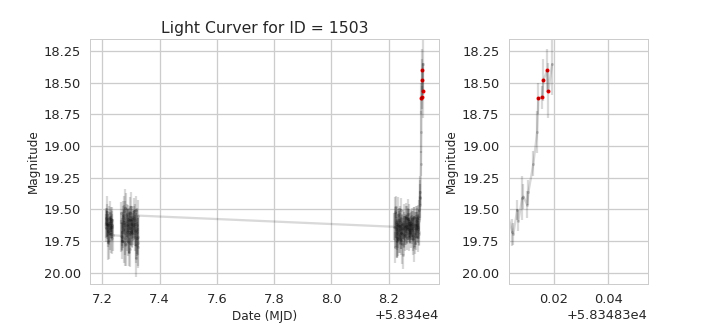 Light Curver for ID = 1503
Magnitude
18.25
18.50
18.75
19.00
19.25
19.50
19.75
20.00
7.2 7.4 7.6 7.8 8.0 8.2
Date (MJD)
+5.834e4
Magnitude
18.25
18.50
18.75
19.00
19.25
19.50
19.75
20.00
0.02 0.04
+5.83483e4